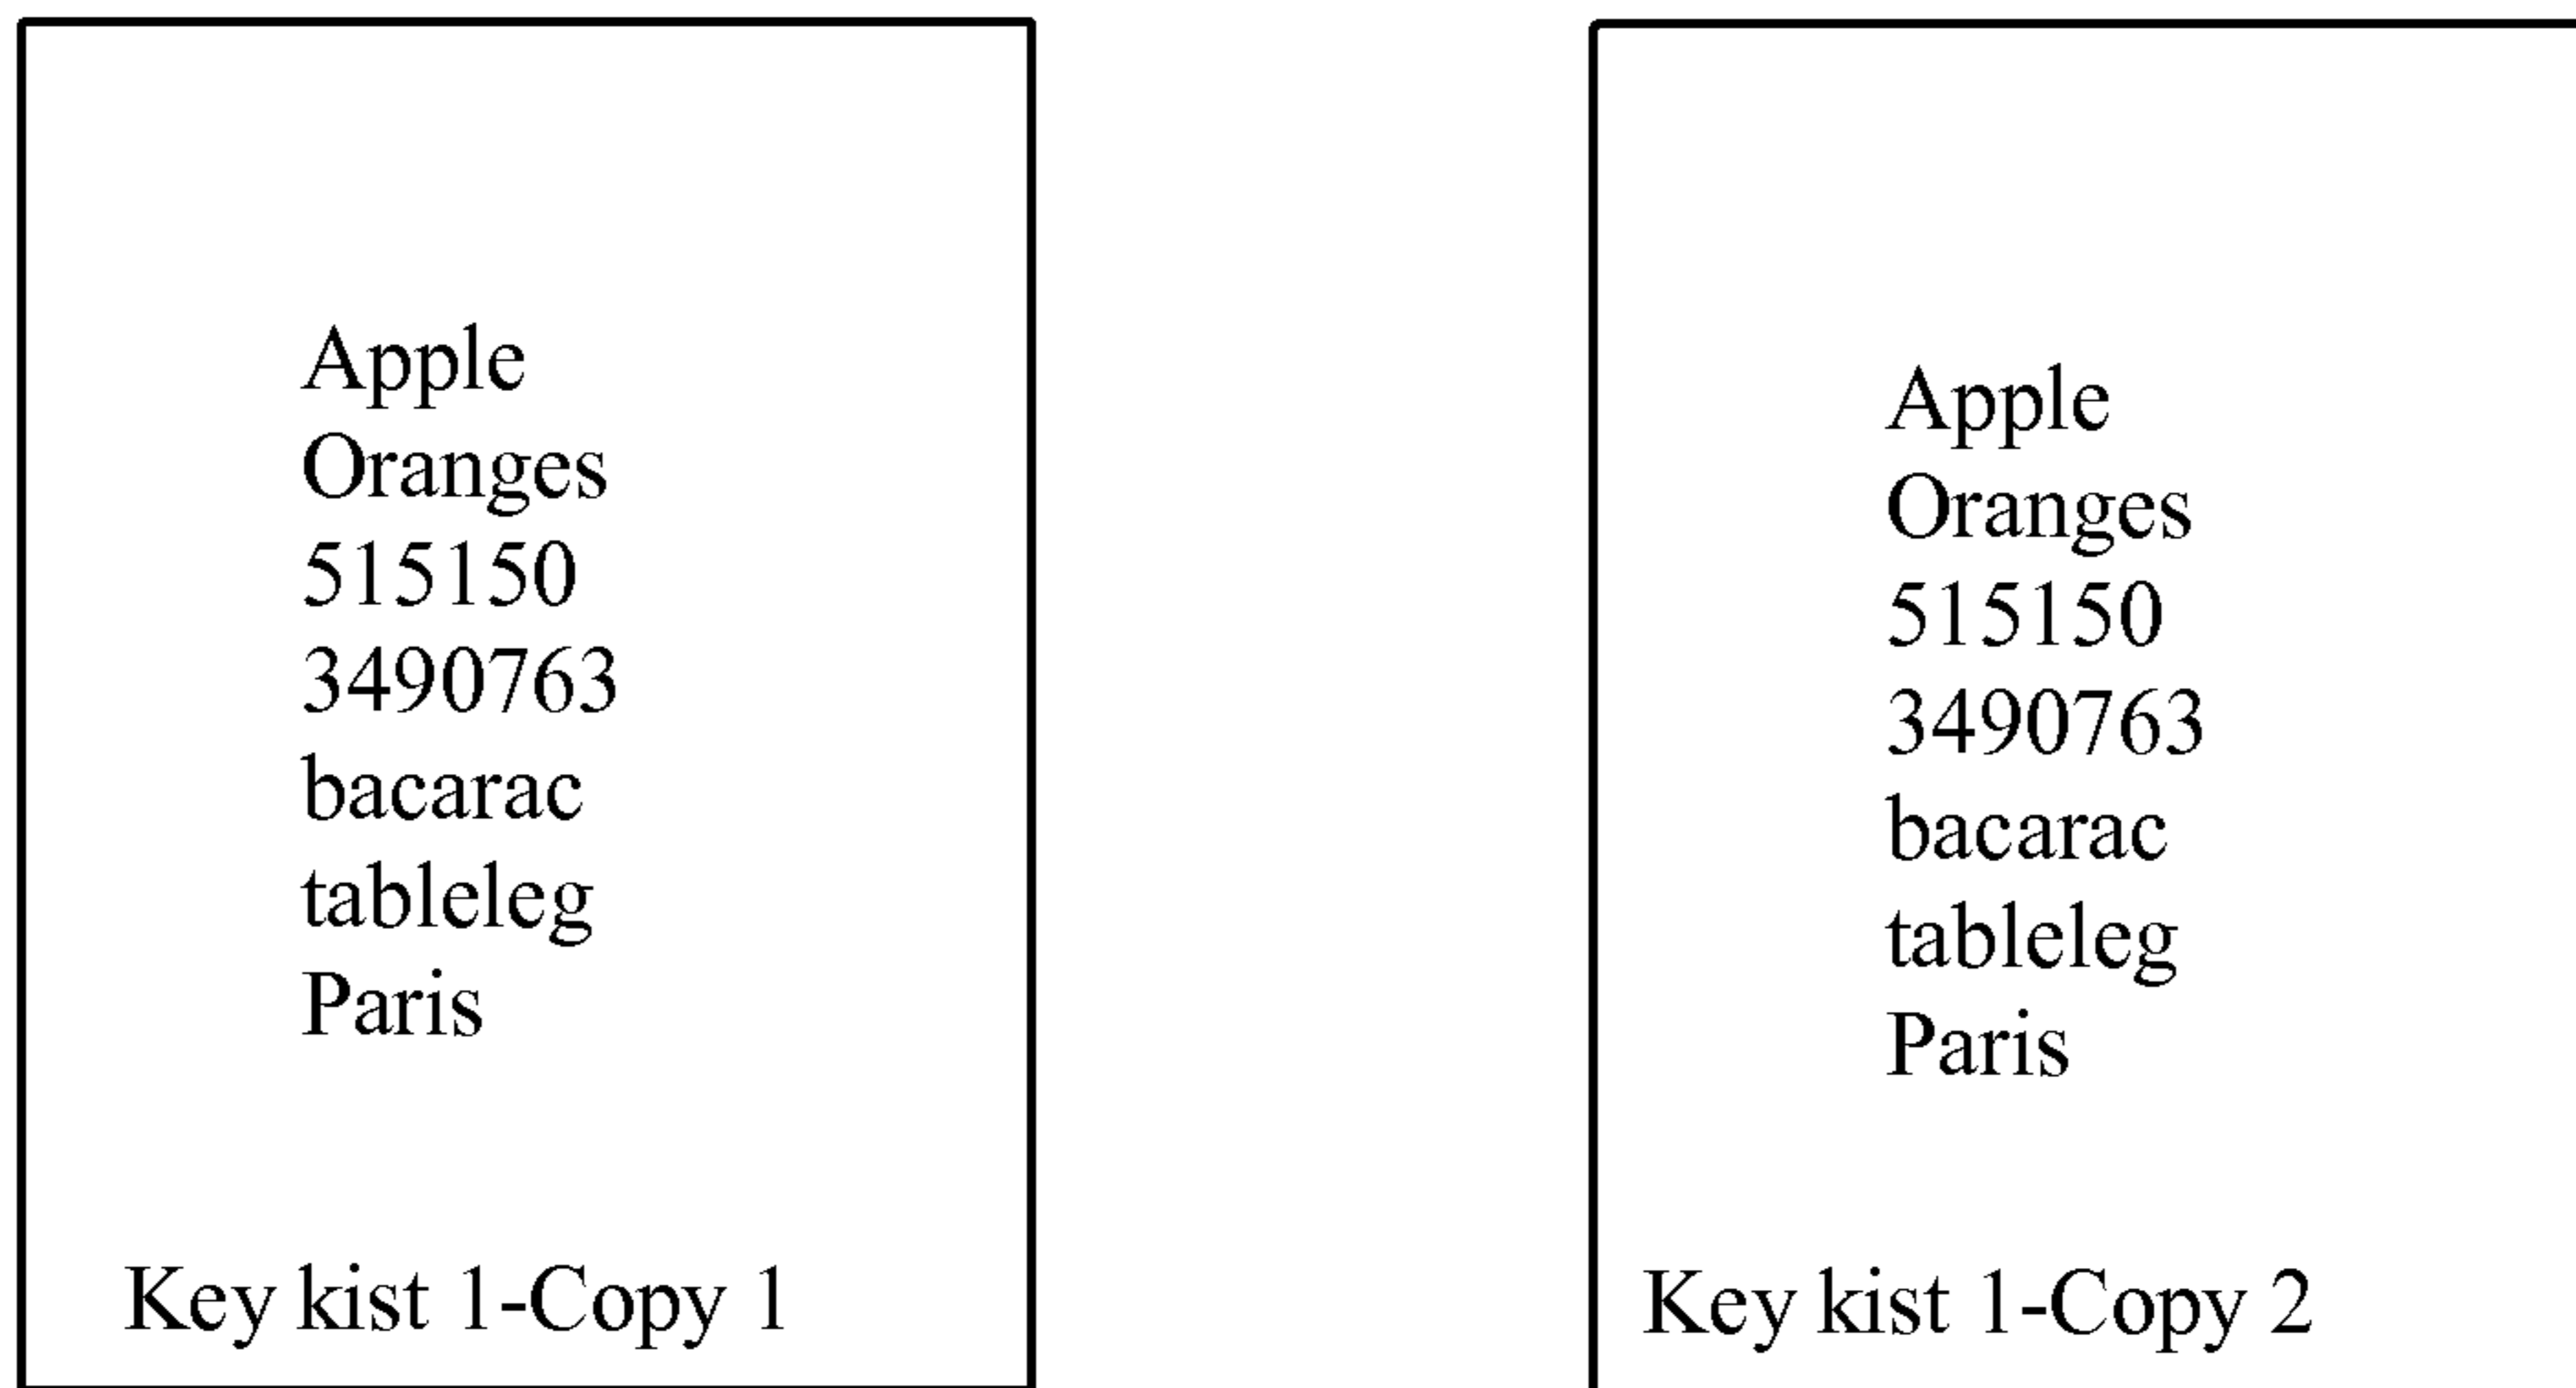 Apple
Oranges
515150
3490763
bacarac
tableleg
Paris
Key kist 1-Copy 1
Apple
Oranges
515150
3490763
bacarac
tableleg
Paris
Key kist 1-Copy 2